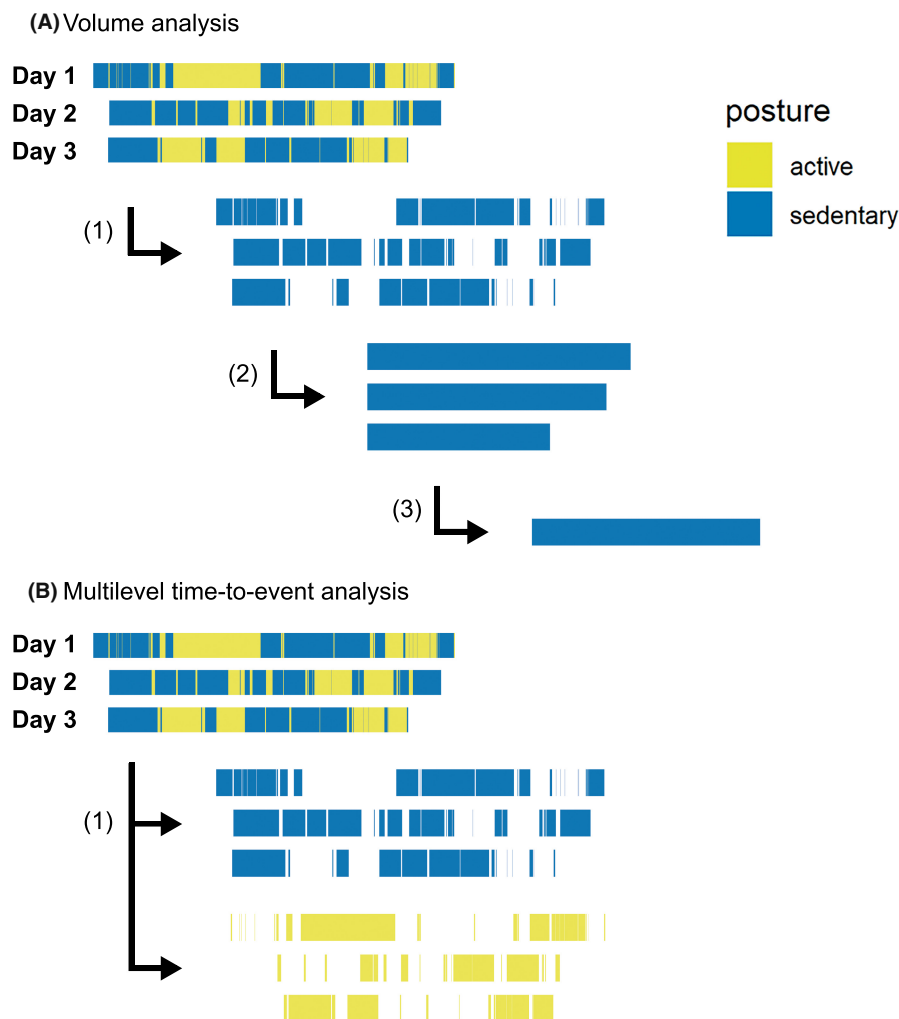 (A) Volume analysis
Day 1
Day 2
Day 3
posture
active
sedentary
(1)
(2)
(3)
(B) Multilevel time-to-event analysis
Day 1
Day 2
Day 3
(1)